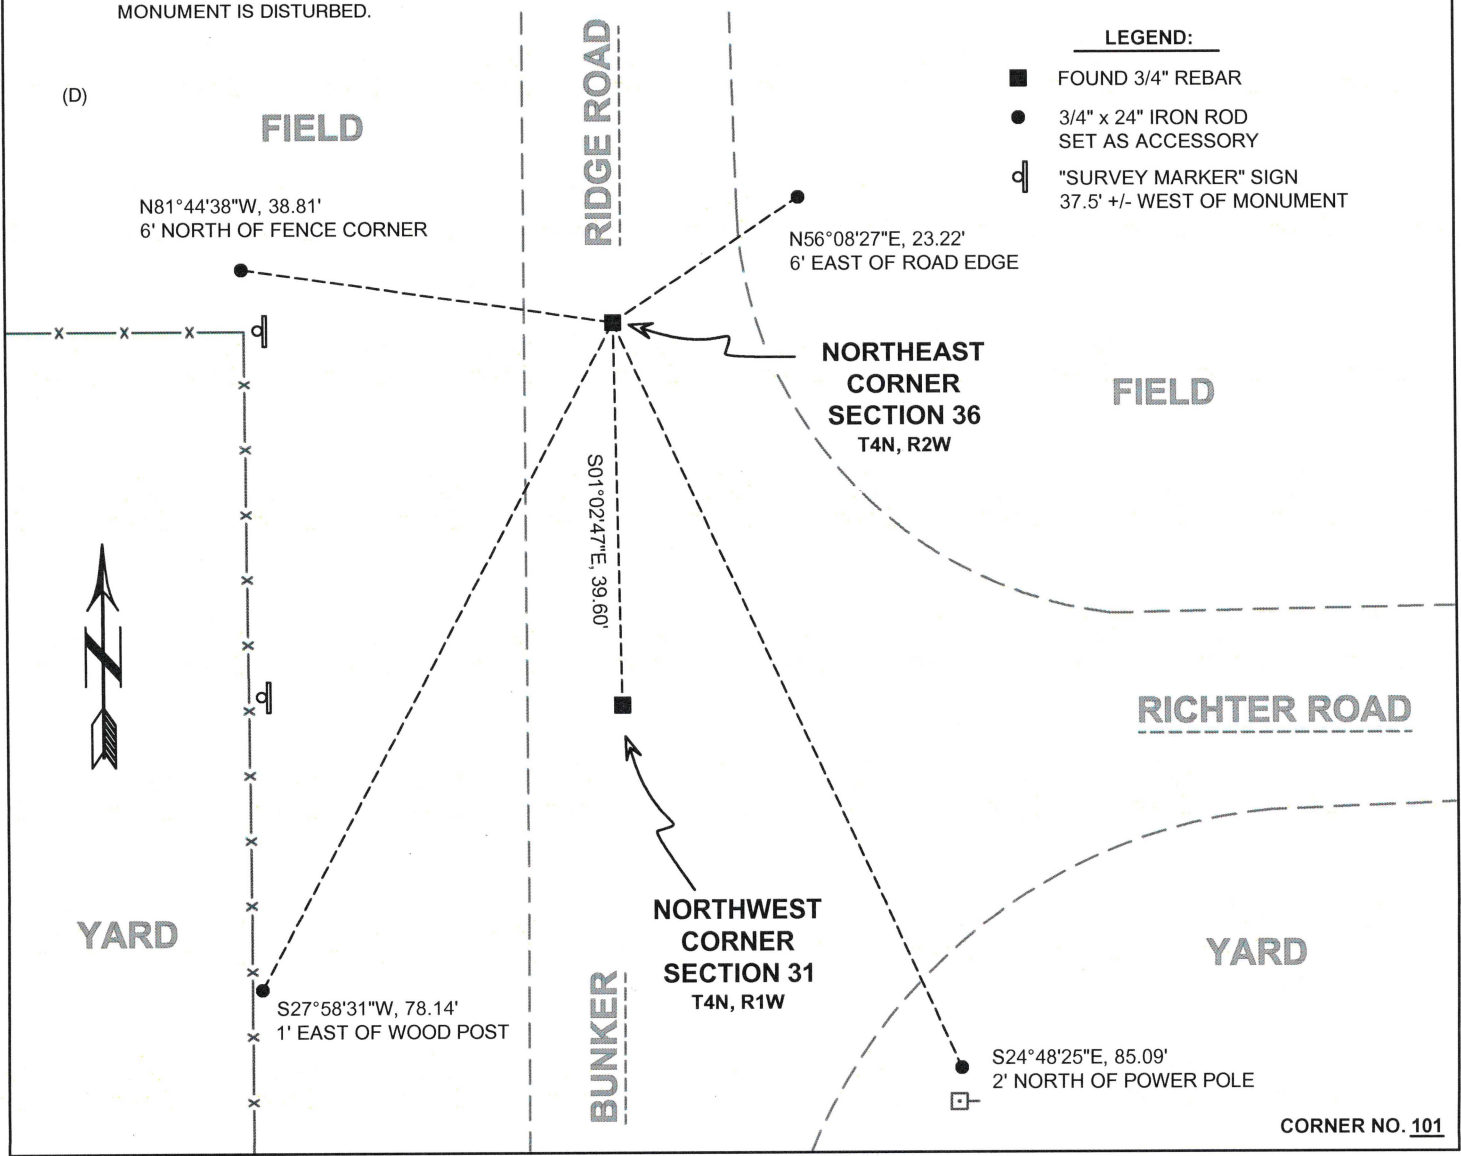 MONUMENT IS DISTURBED.
(D)
FIELD
RIDGE ROAD
LEGEND:
FOUND 3/4" REBAR
3/4" x 24" IRON ROD
SET AS ACCESSORY
"SURVEY MARKER" SIGN
37.5' +/- WEST OF MONUMENT
N81°44'38"W, 38.81'
6' NORTH OF FENCE CORNER
N56°08'27"E, 23.22'
6' EAST OF ROAD EDGE
NORTHEAST
CORNER
SECTION 36
T4N, R2W
FIELD
S01°02'47"E, 39.60'
N
RICHTER ROAD
NORTHWEST
CORNER
SECTION 31
T4N, R1W
YARD
YARD
S27°58'31"W, 78.14'
1' EAST OF WOOD POST
BUNKER
S24°48'25"E, 85.09'
2' NORTH OF POWER POLE
CORNER NO. 101